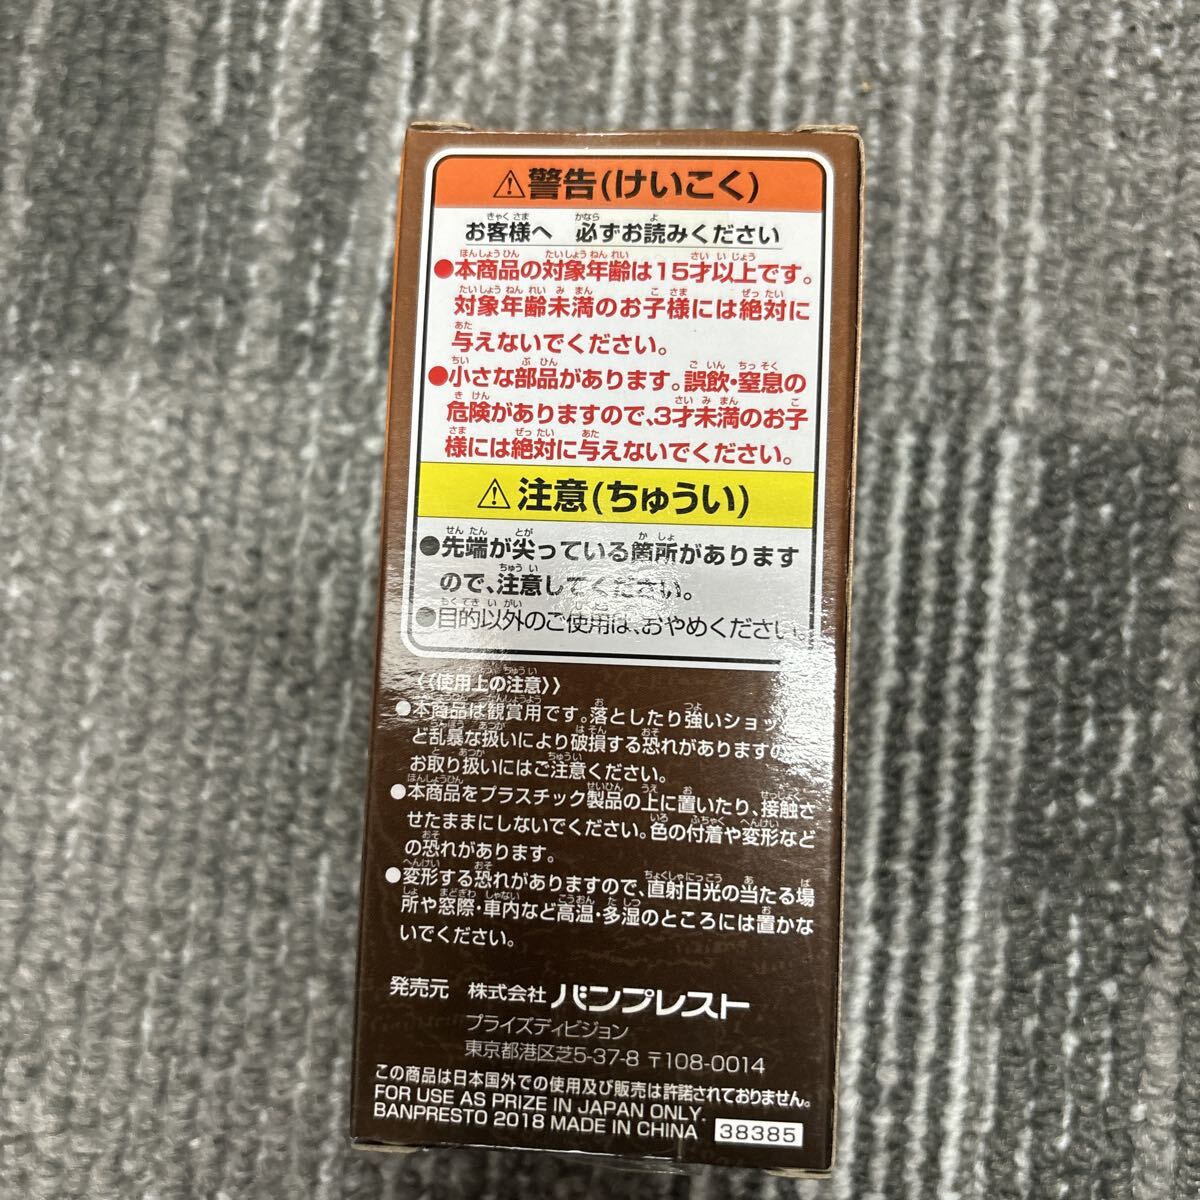 ⚠警告(けいこく)
お客様へ 必ずお読みください
●本商品の対象年齢は15才以上です。
対象年齢未満のお子様には絶対に
与えないでください。
●小さな部品があります。誤飲・窒息の
危険がありますので、3才未満のお子
様には絶対に与えないでください。
⚠注意(ちゅうい)
●先端が尖っている箇所があります
ので、注意してください。
●目的以外のご使用は、おやめください。
《使用上の注意》
●本商品は観賞用です。落としたり強いショッ
ど乱暴な扱いにより破損する恐れがありますの
お取り扱いにはご注意ください。
●本商品をプラスチック製品の上に置いたり、接触さ
せたままにしないでください。色の付着や変形など
の恐れがあります。
●変形する恐れがありますので、直射日光の当たる場
所や窓際・車内など高温・多湿のところには置かな
いでください。
発売元 株式会社 バンプレスト
プライズディビジョン
東京都港区芝5-37-8 〒108-0014
この商品は日本国外での使用及び販売は許諾されておりません。
FOR USE AS PRIZE IN JAPAN ONLY.
BANPRESTO 2018 MADE IN CHINA 38385